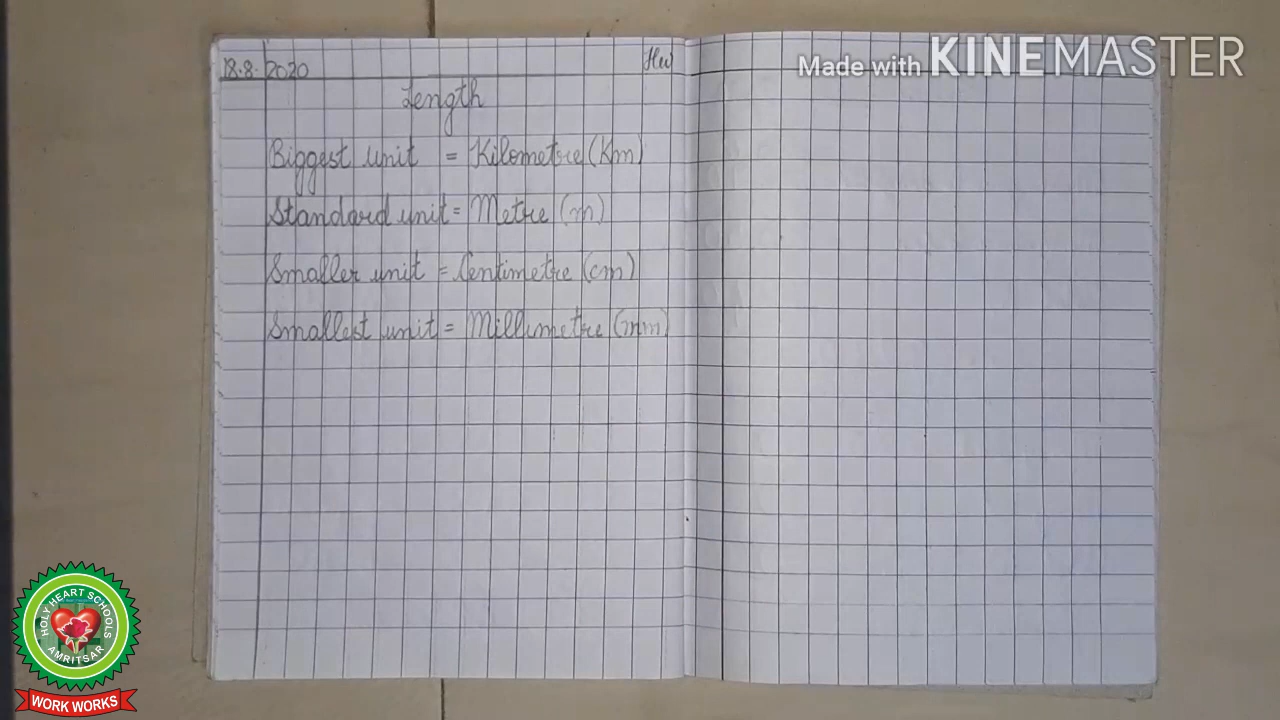 Made with KINEMASTER
18.8.2020 Hw
Length
Biggest unit = Kilometre (Km)
Standard unit = Metre (m)
Smaller unit = Centimetre (cm)
Smallest unit = Millimetre (mm)
HOLY HEART SCHOOLS
AMRITSAR
WORK WORKS